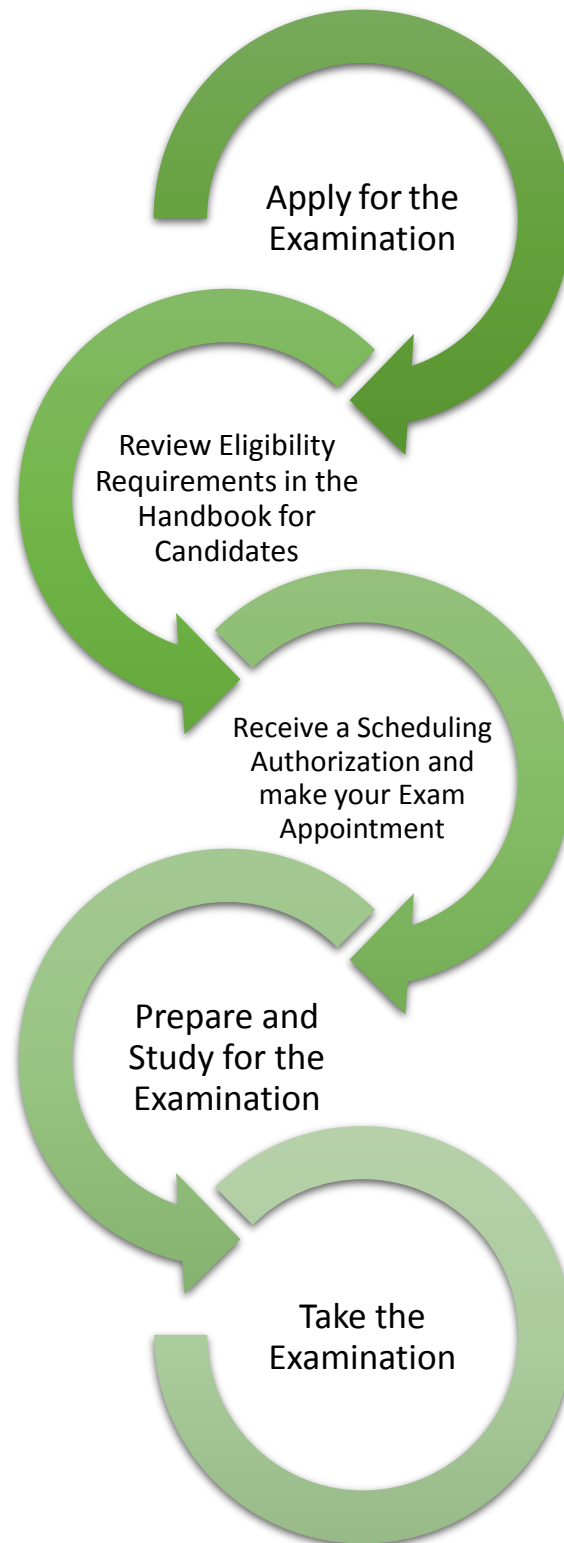 Apply for the
Examination
Review Eligibility
Requirements in the
Handbook for
Candidates
Receive a Scheduling
Authorization and
make your Exam
Appointment
Prepare and
Study for the
Examination
Take the
Examination